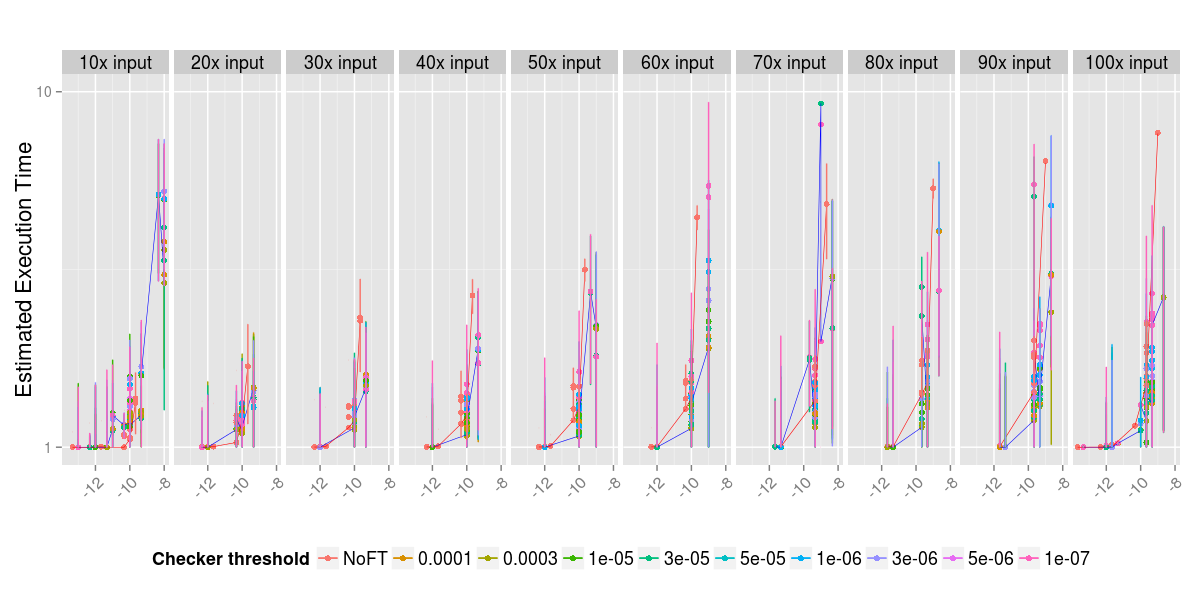 10x input 20x input 30x input 40x input 50x input 60x input 70x input 80x input 90x input 100x input
10
1
Estimated Execution Time
-12 -10 -8 -12 -10 -8 -12 -10 -8 -12 -10 -8 -12 -10 -8 -12 -10 -8 -12 -10 -8 -12 -10 -8 -12 -10 -8 -12 -10 -8
Checker threshold NoFT 0.0001 0.0003 1e-05 3e-05 5e-05 1e-06 3e-06 5e-06 1e-07